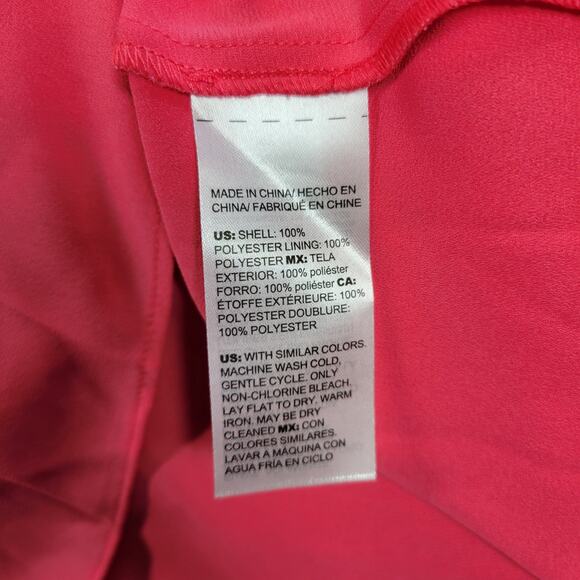 MADE IN CHINA/ HECHO EN
CHINA/ FABRIQUÉ EN CHINE
US: SHELL: 100%
POLYESTER LINING: 100%
POLYESTER MX: TELA
EXTERIOR: 100% poliéster
FORRO: 100% poliéster CA:
ÉTOFFE EXTÉRIEURE: 100%
POLYESTER DOUBLURE:
100% POLYESTER
US: WITH SIMILAR COLORS.
MACHINE WASH COLD,
GENTLE CYCLE. ONLY
NON-CHLORINE BLEACH.
LAY FLAT TO DRY. WARM
IRON. MAY BE DRY
CLEANED MX: CON
COLORES SIMILARES.
LAVAR A MÁQUINA CON
AGUA FRÍA EN CICLO